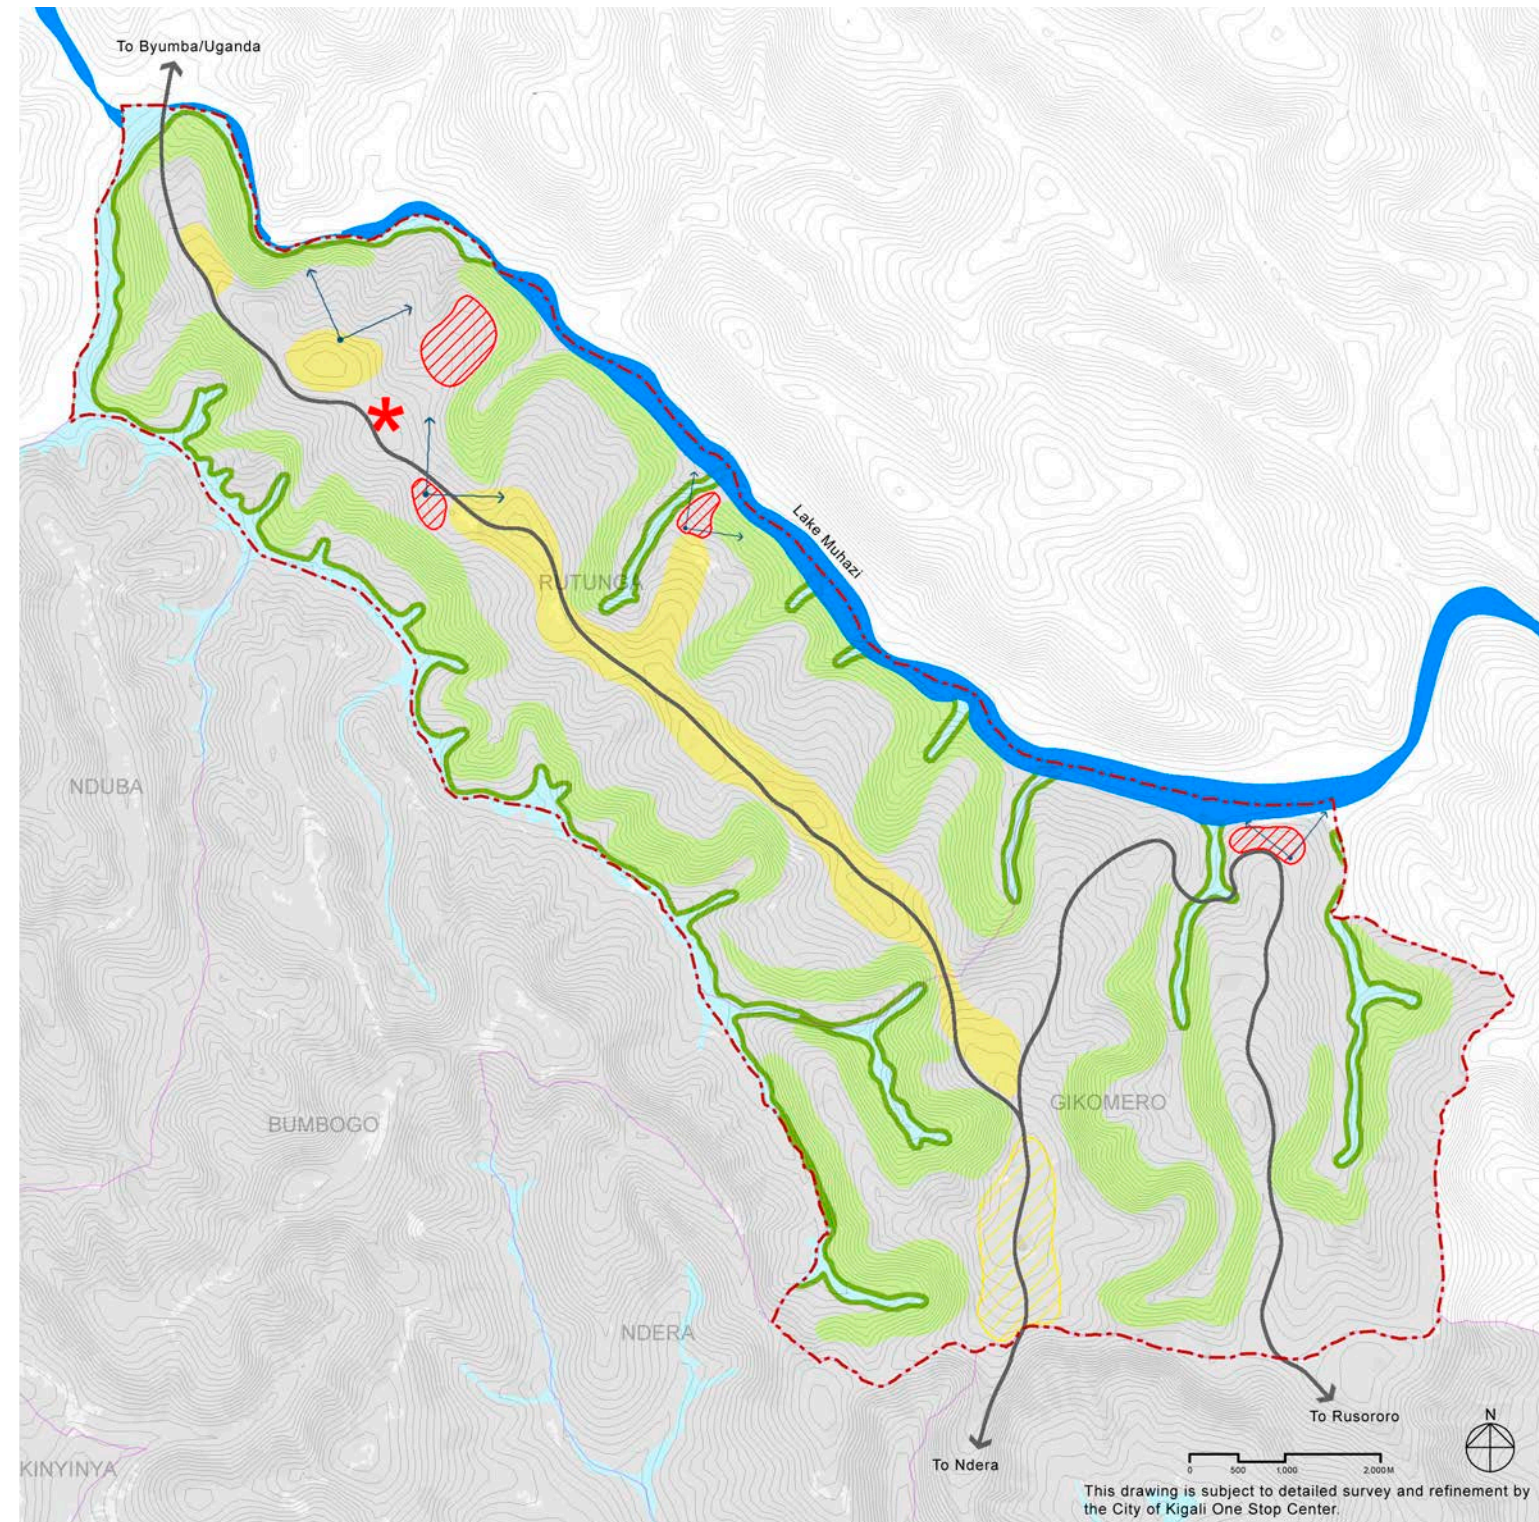 To Byumba/Uganda
Lake Muhazi
RUTUNGA
NDUBA
GIKOMERO
BUMBOGO
NDERA
To Rusororo
N
To Ndera
KINYINYA
0 500 1,000 2,000M
This drawing is subject to detailed survey and refinement by
the City of Kigali One Stop Center.